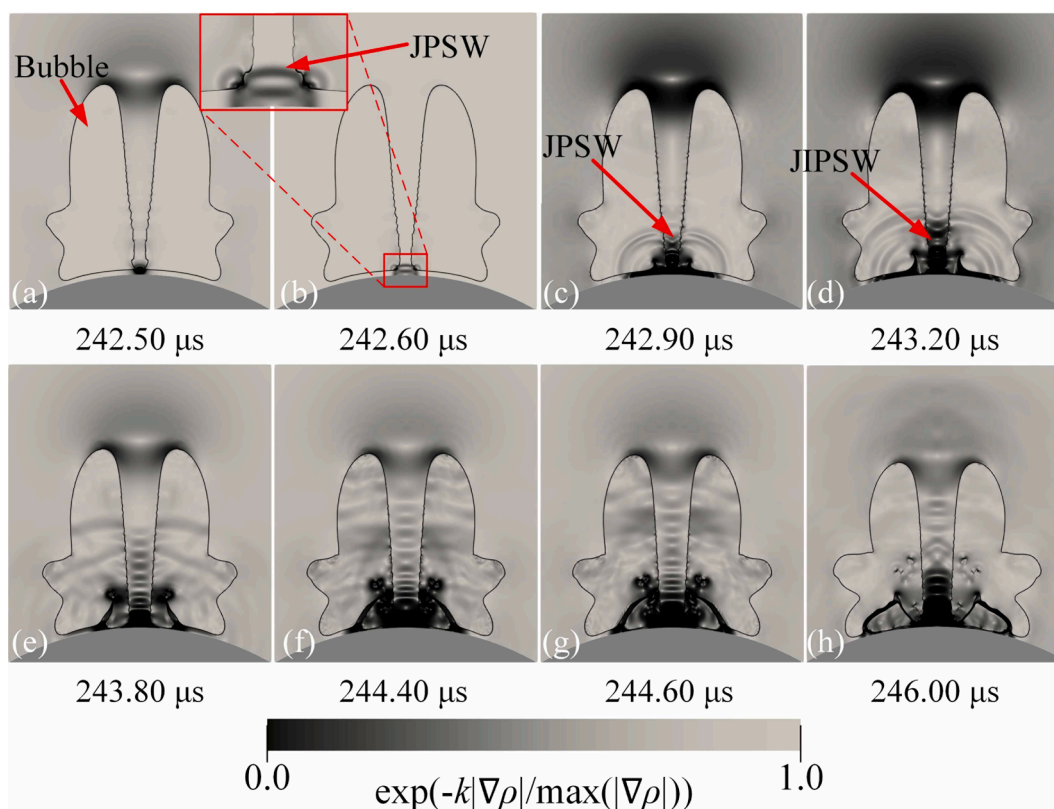 Bubble
JPSW
JPSW
JIPSW
(a)
(b)
(c)
(d)
242.50 μs
242.60 μs
242.90 μs
243.20 μs
(e)
(f)
(g)
(h)
243.80 μs
244.40 μs
244.60 μs
246.00 μs
0.0
1.0
exp(-k|∇ρ|/max(|∇ρ|))